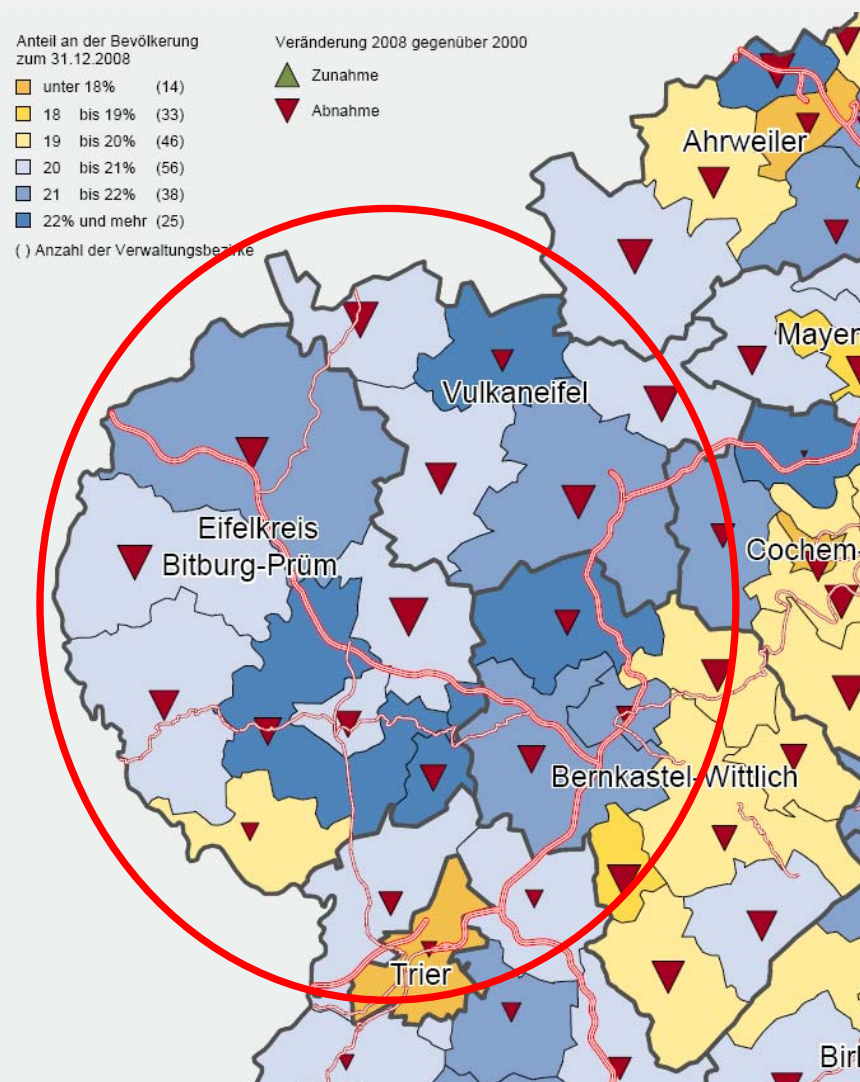 Anteil an der Bevölkerung
zum 31.12.2008
unter 18% (14)
18 bis 19% (33)
19 bis 20% (46)
20 bis 21% (56)
21 bis 22% (38)
22% und mehr (25)
( ) Anzahl der Verwaltungsbezirke
Veränderung 2008 gegenüber 2000
Zunahme
Abnahme
Ahrweiler
Mayer
Vulkaneifel
Eifelkreis
Bitburg-Prüm
Cochem-
Bernkastel-Wittlich
Trier
Birl